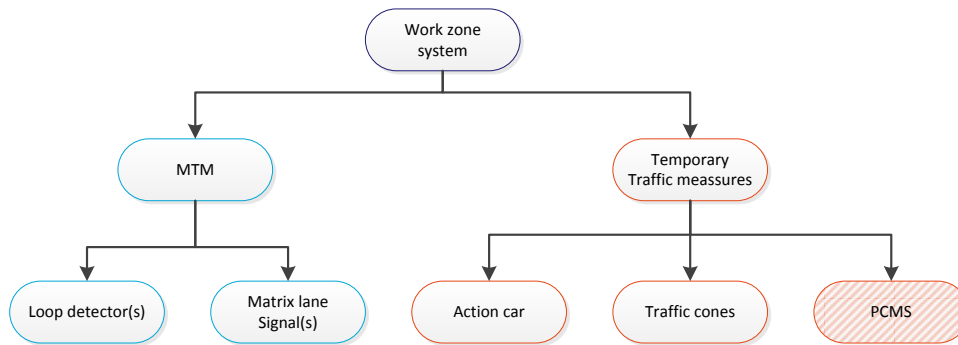 Work zone
system
MTM
Temporary
Traffic meassures
Loop detector(s)
Matrix lane
Signal(s)
Action car
Traffic cones
PCMS